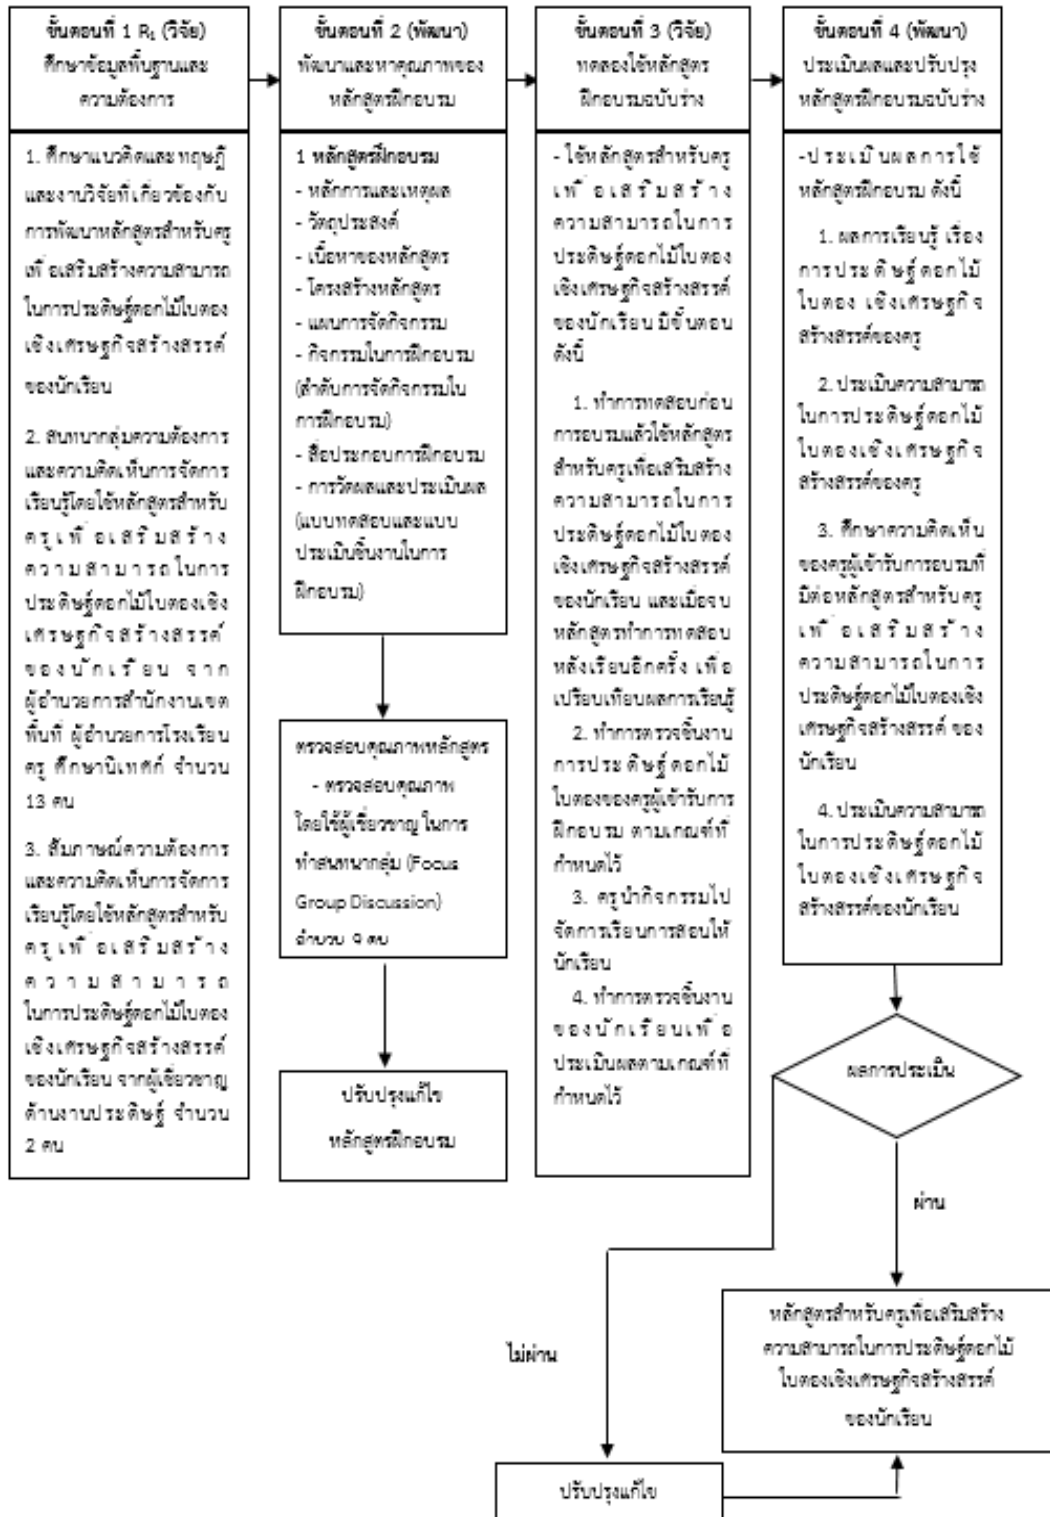 ขั้นตอนที่ 1 R₁ (วิจัย)
ศึกษาข้อมูลพื้นฐานและ
ความต้องการ
1. ศึกษาแนวคิดและทฤษฎี
และงานวิจัยที่เกี่ยวข้องกับ
การพัฒนาหลักสูตรสำหรับครู
เพื่อเสริมสร้างความสามารถ
ในการประดิษฐ์ดอกไม้ใบตอง
เชิงเศรษฐกิจสร้างสรรค์
ของนักเรียน
2. สนทนากลุ่มความต้องการ
และความคิดเห็นการจัดการ
เรียนรู้โดยใช้หลักสูตรสำหรับ
ครูเพื่อเสริมสร้าง
ความสามารถในการ
ประดิษฐ์ดอกไม้ใบตองเชิง
เศรษฐกิจสร้างสรรค์
ของนักเรียน จาก
ผู้อำนวยการสำนักงานเขต
พื้นที่ ผู้อำนวยการโรงเรียน
ครู ศึกษานิเทศก์ จำนวน
13 คน
3. สัมภาษณ์ความต้องการ
และความคิดเห็นการจัดการ
เรียนรู้โดยใช้หลักสูตรสำหรับ
ครูเพื่อเสริมสร้าง
ความสามารถ
ในการประดิษฐ์ดอกไม้ใบตอง
เชิงเศรษฐกิจสร้างสรรค์
ของนักเรียน จากผู้เชี่ยวชาญ
ด้านงานประดิษฐ์ จำนวน
2 คน
ขั้นตอนที่ 2 (พัฒนา)
พัฒนาและหาคุณภาพของ
หลักสูตรฝึกอบรม
1 หลักสูตรฝึกอบรม
- หลักการและเหตุผล
- วัตถุประสงค์
- เนื้อหาของหลักสูตร
- โครงสร้างหลักสูตร
- แผนการจัดกิจกรรม
- กิจกรรมในการฝึกอบรม
(ลำดับการจัดกิจกรรมใน
การฝึกอบรม)
- สื่อประกอบการฝึกอบรม
- การวัดผลและประเมินผล
(แบบทดสอบและแบบ
ประเมินชิ้นงานในการ
ฝึกอบรม)
ตรวจสอบคุณภาพหลักสูตร
- ตรวจสอบคุณภาพ
โดยใช้ผู้เชี่ยวชาญ ในการ
ทำสนทนากลุ่ม (Focus
Group Discussion)
จำนวน 9 คน
ปรับปรุงแก้ไข
หลักสูตรฝึกอบรม
ขั้นตอนที่ 3 (วิจัย)
ทดลองใช้หลักสูตร
ฝึกอบรมฉบับร่าง
- ใช้หลักสูตรสำหรับครู
เพื่อเสริมสร้าง
ความสามารถในการ
ประดิษฐ์ดอกไม้ใบตอง
เชิงเศรษฐกิจสร้างสรรค์
ของนักเรียน มีขั้นตอน
ดังนี้
1. ทำการทดสอบก่อน
การอบรมแล้วใช้หลักสูตร
สำหรับครูเพื่อเสริมสร้าง
ความสามารถในการ
ประดิษฐ์ดอกไม้ใบตอง
เชิงเศรษฐกิจสร้างสรรค์
ของนักเรียน และเมื่อจบ
หลักสูตรทำการทดสอบ
หลังเรียนอีกครั้ง เพื่อ
เปรียบเทียบผลการเรียนรู้
2. ทำการตรวจชิ้นงาน
การประดิษฐ์ดอกไม้
ใบตองของครูผู้เข้ารับการ
ฝึกอบรม ตามเกณฑ์ที่
กำหนดไว้
3. ครูนำกิจกรรมไป
จัดการเรียนการสอนให้
นักเรียน
4. ทำการตรวจชิ้นงาน
ของนักเรียนเพื่อ
ประเมินผลตามเกณฑ์ที่
กำหนดไว้
ขั้นตอนที่ 4 (พัฒนา)
ประเมินผลและปรับปรุง
หลักสูตรฝึกอบรมฉบับร่าง
-ประเมินผลการใช้
หลักสูตรฝึกอบรม ดังนี้
1. ผลการเรียนรู้ เรื่อง
การประดิษฐ์ดอกไม้
ใบตอง เชิงเศรษฐกิจ
สร้างสรรค์ของครู
2. ประเมินความสามารถ
ในการประดิษฐ์ดอกไม้
ใบตองเชิงเศรษฐกิจ
สร้างสรรค์ของครู
3. ศึกษาความคิดเห็น
ของครูผู้เข้ารับการอบรมที่
มีต่อหลักสูตรสำหรับครู
เพื่อเสริมสร้าง
ความสามารถในการ
ประดิษฐ์ดอกไม้ใบตองเชิง
เศรษฐกิจสร้างสรรค์ ของ
นักเรียน
4. ประเมินความสามารถ
ในการประดิษฐ์ดอกไม้
ใบตองเชิงเศรษฐกิจ
สร้างสรรค์ของนักเรียน
ผลการประเมิน
ผ่าน
ไม่ผ่าน
หลักสูตรสำหรับครูเพื่อเสริมสร้าง
ความสามารถในการประดิษฐ์ดอกไม้
ใบตองเชิงเศรษฐกิจสร้างสรรค์
ของนักเรียน
ปรับปรุงแก้ไข